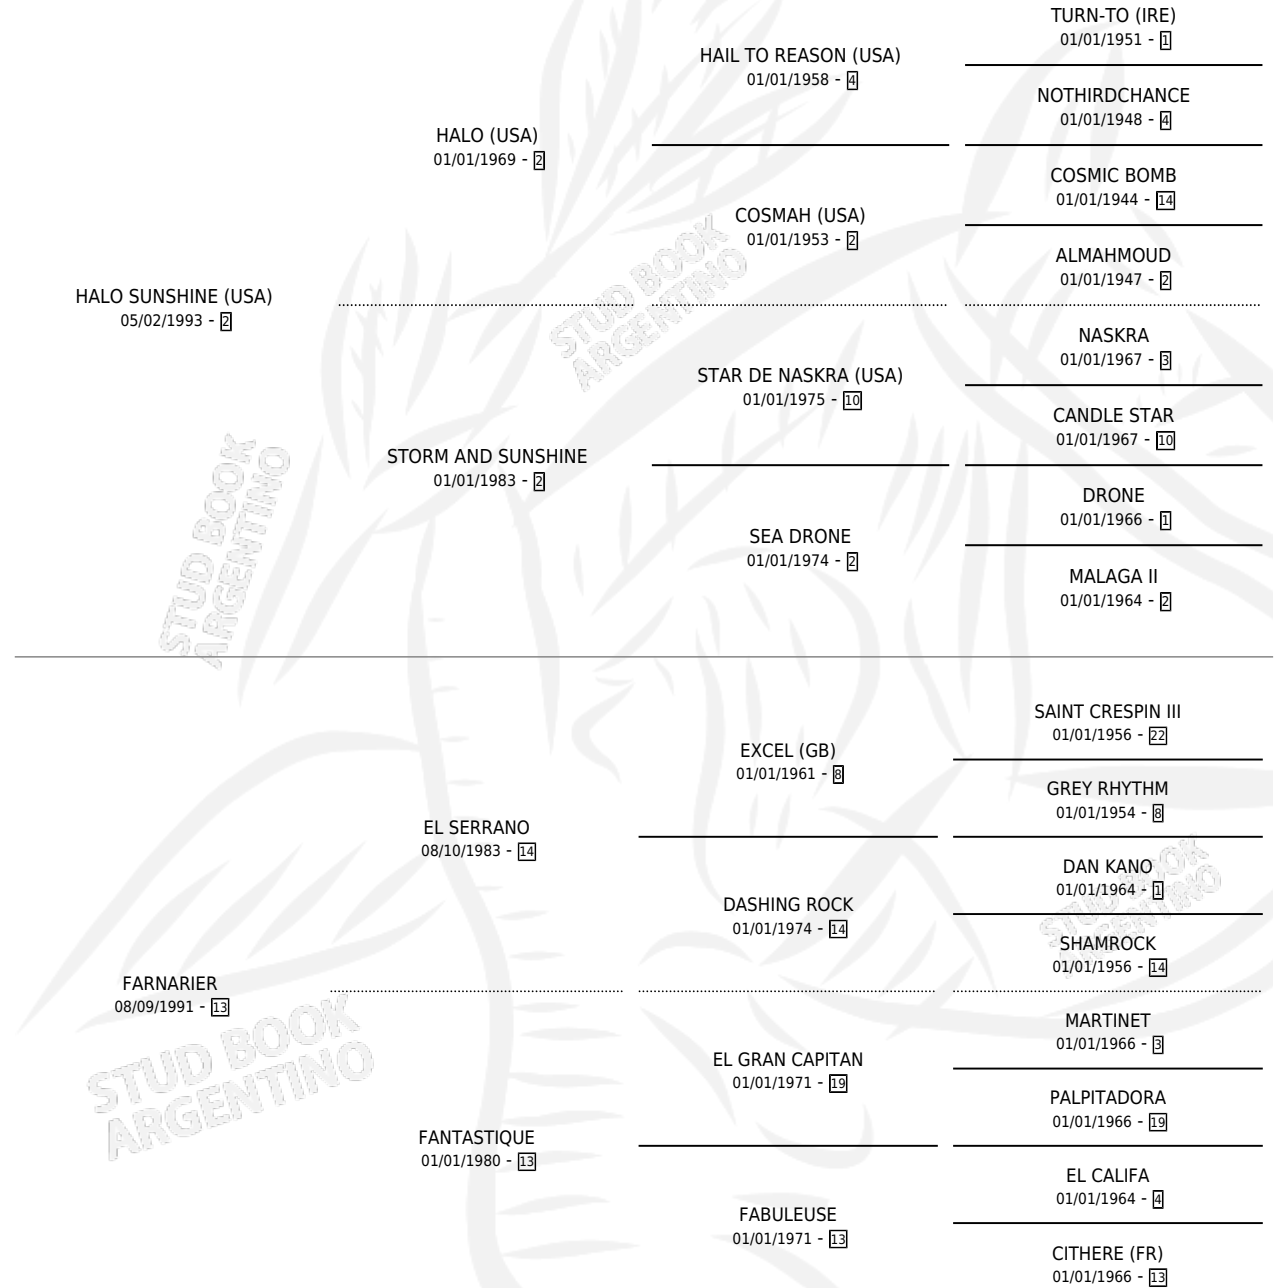 TURN-TO (IRE)
01/01/1951 - 1
HAIL TO REASON (USA)
01/01/1958 - 4
NOTHIRDCHANCE
01/01/1948 - 4
HALO (USA)
01/01/1969 - 2
COSMIC BOMB
01/01/1944 - 14
COSMAH (USA)
01/01/1953 - 2
ALMAHMOUD
01/01/1947 - 2
HALO SUNSHINE (USA)
05/02/1993 - 2
STUD BOOK
ARGENTINO
NASKRA
01/01/1967 - 3
STAR DE NASKRA (USA)
01/01/1975 - 10
CANDLE STAR
01/01/1967 - 10
STORM AND SUNSHINE
01/01/1983 - 2
DRONE
01/01/1966 - 1
SEA DRONE
01/01/1974 - 2
MALAGA II
01/01/1964 - 2
STUD BOOK
ARGENTINO
SAINT CRESPIN III
01/01/1956 - 22
EXCEL (GB)
01/01/1961 - 8
GREY RHYTHM
01/01/1954 - 8
EL SERRANO
08/10/1983 - 14
DAN KANO
01/01/1964 - 1
DASHING ROCK
01/01/1974 - 14
STUD BOOK
ARGENTINO
SHAMROCK
01/01/1956 - 14
FARNARIER
08/09/1991 - 13
MARTINET
01/01/1966 - 3
EL GRAN CAPITAN
01/01/1971 - 19
PALPITADORA
01/01/1966 - 19
STUD BOOK
ARGENTINO
FANTASTIQUE
01/01/1980 - 13
EL CALIFA
01/01/1964 - 4
FABULEUSE
01/01/1971 - 13
CITHERE (FR)
01/01/1966 - 13